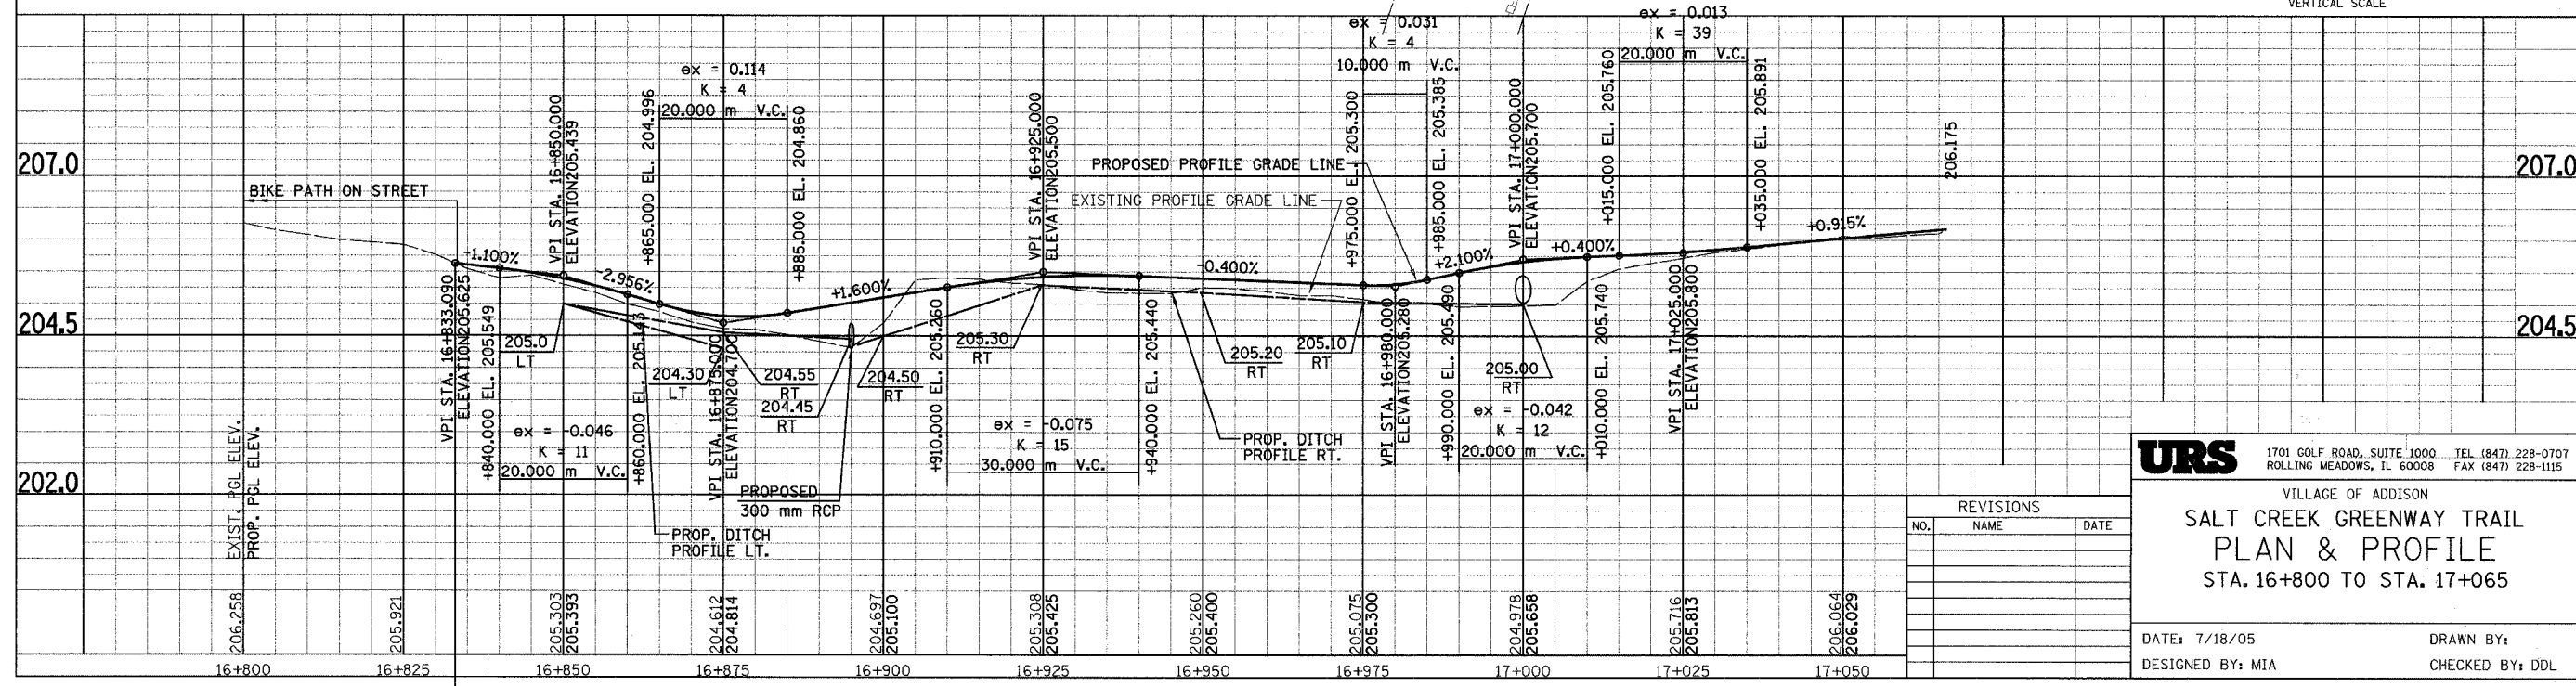 VERTICAL SCALE
ex = 0.031
K = 4
10.000 m V.C.
ex = 0.013
K = 39
20.000 m V.C.
ex = 0.114
K = 4
20.000 m V.C.
207.0
207.0
204.5
204.5
202.0
BIKE PATH ON STREET
PROPOSED PROFILE GRADE LINE
EXISTING PROFILE GRADE LINE
VPI STA. 16+833.090
ELEVATION205.625
+840.000 EL. 205.549
VPI STA. 16+850.000
ELEVATION205.439
+860.000 EL. 205.143
+865.000 EL. 204.996
VPI STA. 16+875.000
ELEVATION204.700
+885.000 EL. 204.860
+910.000 EL. 205.260
VPI STA. 16+925.000
ELEVATION205.500
+940.000 EL. 205.440
+975.000 EL. 205.300
VPI STA. 16+980.000
ELEVATION205.280
+985.000 EL. 205.385
+990.000 EL. 205.490
VPI STA. 17+000.000
ELEVATION205.700
+010.000 EL. 205.740
+015.000 EL. 205.760
VPI STA. 17+025.000
ELEVATION205.800
+035.000 EL. 205.891
206.175
-1.100%
-2.956%
+1.600%
-0.400%
+2.100%
+0.400%
+0.915%
205.0
LT
204.30
LT
204.55
RT
204.45
RT
204.50
RT
205.30
RT
205.20
RT
205.10
RT
205.00
RT
ex = -0.046
K = 11
20.000 m V.C.
ex = -0.075
K = 15
30.000 m V.C.
ex = -0.042
K = 12
20.000 m V.C.
PROP. DITCH
PROFILE RT.
PROPOSED
300 mm RCP
PROP. DITCH
PROFILE LT.
EXIST. PGL ELEV.
PROP. PGL ELEV.
206.258
205.921
205.303
205.393
204.612
204.814
204.697
205.100
205.308
205.425
205.260
205.400
205.075
205.300
204.978
205.658
205.716
205.813
206.064
206.029
16+800
16+825
16+850
16+875
16+900
16+925
16+950
16+975
17+000
17+025
17+050
REVISIONS
NO. NAME DATE
URS
1701 GOLF ROAD, SUITE 1000 TEL (847) 228-0707
ROLLING MEADOWS, IL 60008 FAX (847) 228-1115
VILLAGE OF ADDISON
SALT CREEK GREENWAY TRAIL
PLAN & PROFILE
STA. 16+800 TO STA. 17+065
DATE: 7/18/05
DRAWN BY:
DESIGNED BY: MIA
CHECKED BY: DDL